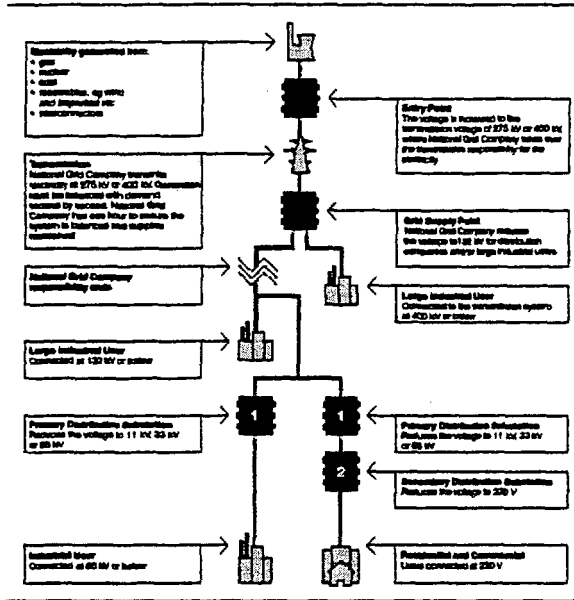 Electricity generated from:
• gas
• nuclear
• coal
• renewables, eg wind
and imported via
• interconnectors
Entry Point
The voltage is increased to the
transmission voltage of 275 kV or 400 kV,
where National Grid Company takes over
the transmission responsibility for the
electricity
Transmission
National Grid Company transmits
electricity at 275 kV or 400 kV. Generation
must be balanced with demand
second by second. National Grid
Company has one hour to ensure the
system is balanced and supplies
maintained
Grid Supply Point
National Grid Company reduces
the voltage to 132 kV for distribution
companies and/or large industrial users
National Grid Company
responsibility ends
Large Industrial User
Connected to the transmission system
at 400 kV or below
Large Industrial User
Connected at 132 kV or below
1
1
Primary Distribution Substation
Reduces the voltage to 11 kV, 33 kV
or 66 kV
Primary Distribution Substation
Reduces the voltage to 11 kV, 33 kV
or 66 kV
2
Secondary Distribution Substation
Reduces the voltage to 230 V
Industrial User
Connected at 66 kV or below
Residential and Commercial
Users connected at 230 V